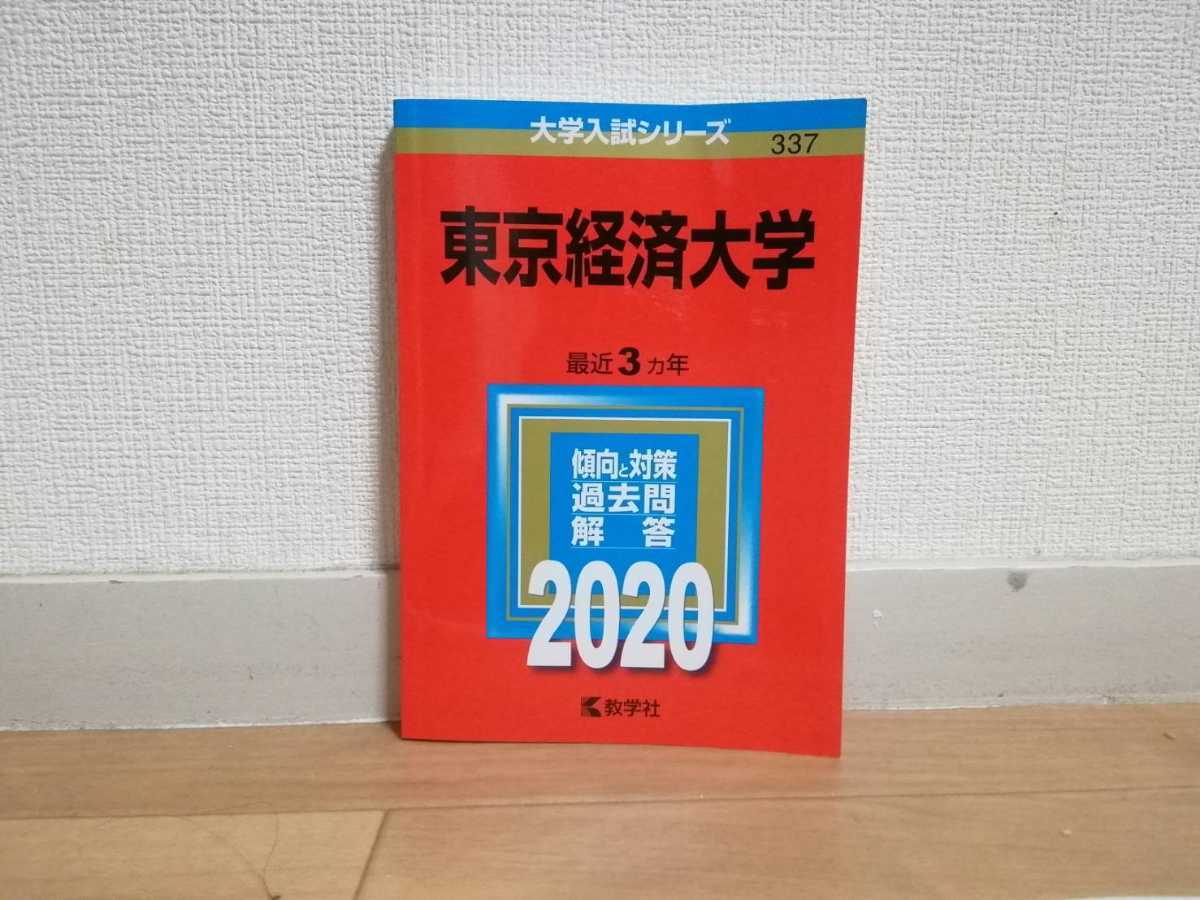 大学入試シリーズ
337
東京経済大学
最近3カ年
傾向と対策
過去問
解答
2020
教学社